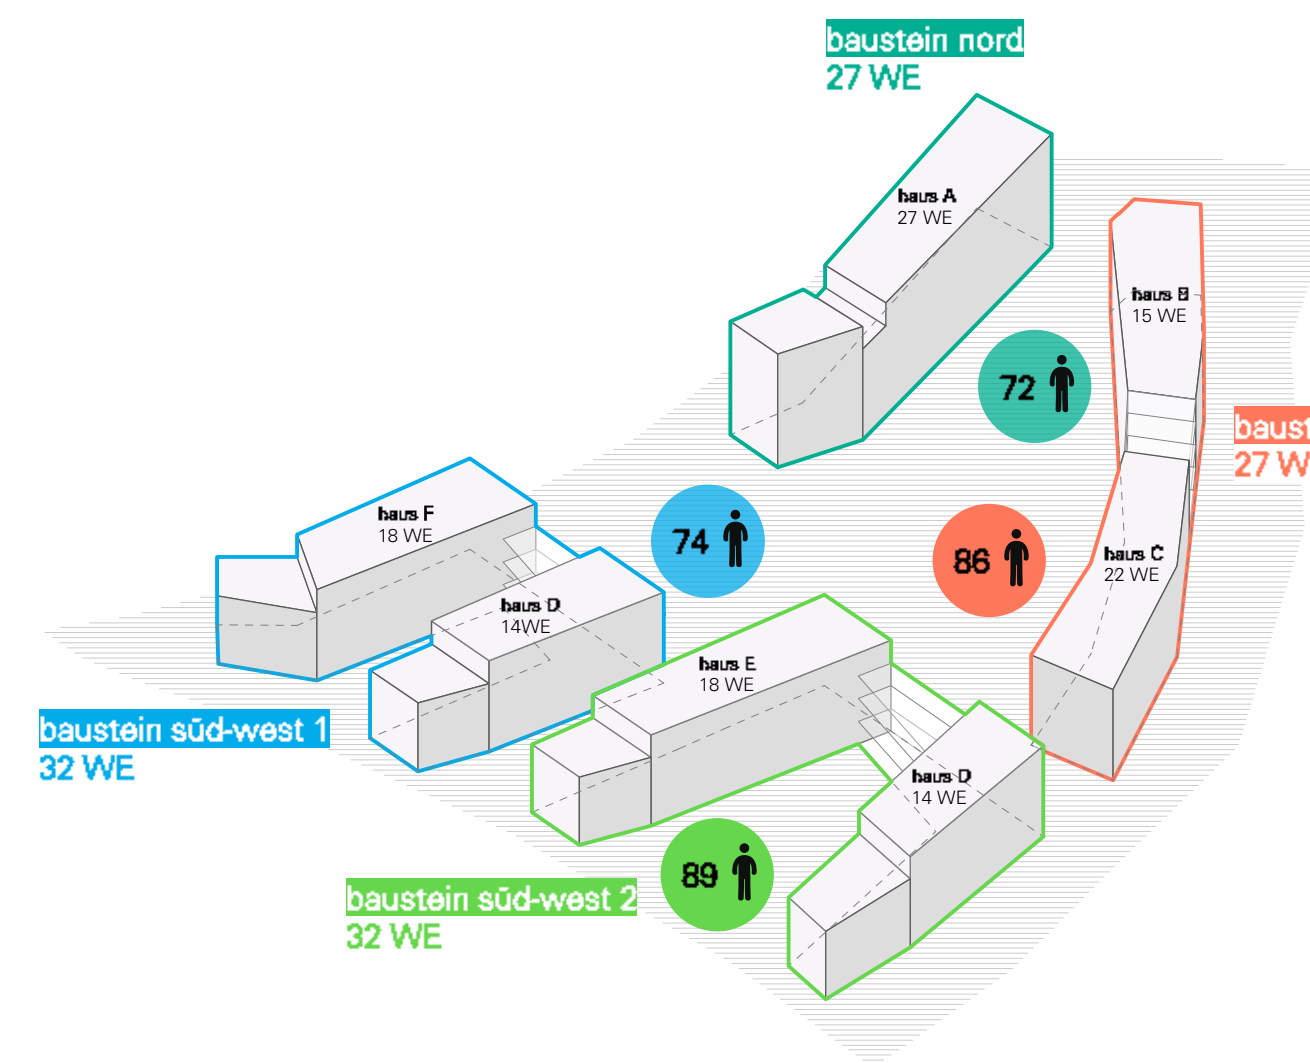 baustein nord
27 WE
haus A
27 WE
haus B
15 WE
72
27 W
haus F
18 WE
74
86
haus C
22 WE
haus D
14WE
haus E
18 WE
baustein süd-west 1
32 WE
haus D
14 WE
89
baustein süd-west 2
32 WE